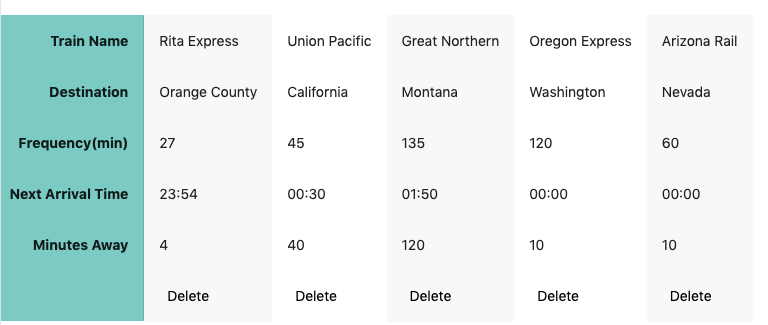 Train Name Rita Express Union Pacific Great Northern Oregon Express Arizona Rail
Destination Orange County California Montana Washington Nevada
Frequency(min) 27 45 135 120 60
Next Arrival Time 23:54 00:30 01:50 00:00 00:00
Minutes Away 4 40 120 10 10
Delete Delete Delete Delete Delete